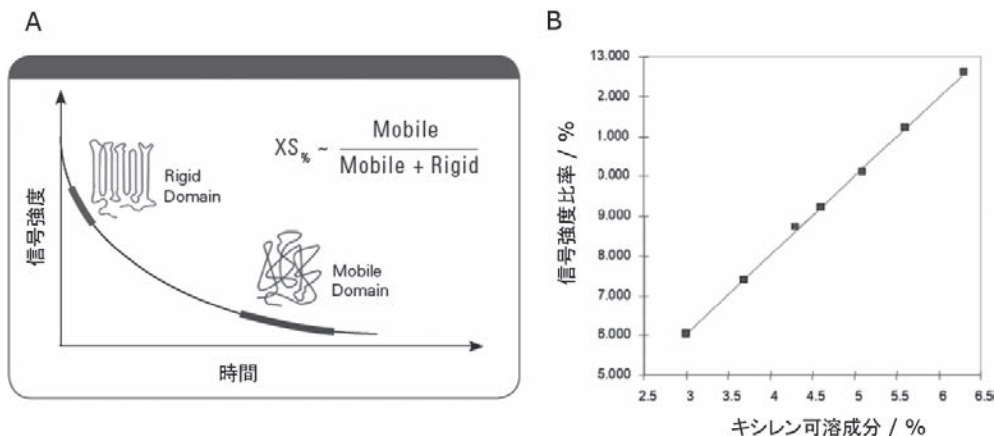 A
信号強度
Rigid
Domain
XS% ~ Mobile
Mobile + Rigid
Mobile
Domain
時間
B
信号強度比率 / %
13.000
2.000
1.000
0.000
9.000
8.000
7.000
8.000
5.000
2.5 3 3.5 4 4.5 5 5.5 6 6.5
キシレン可溶成分 / %